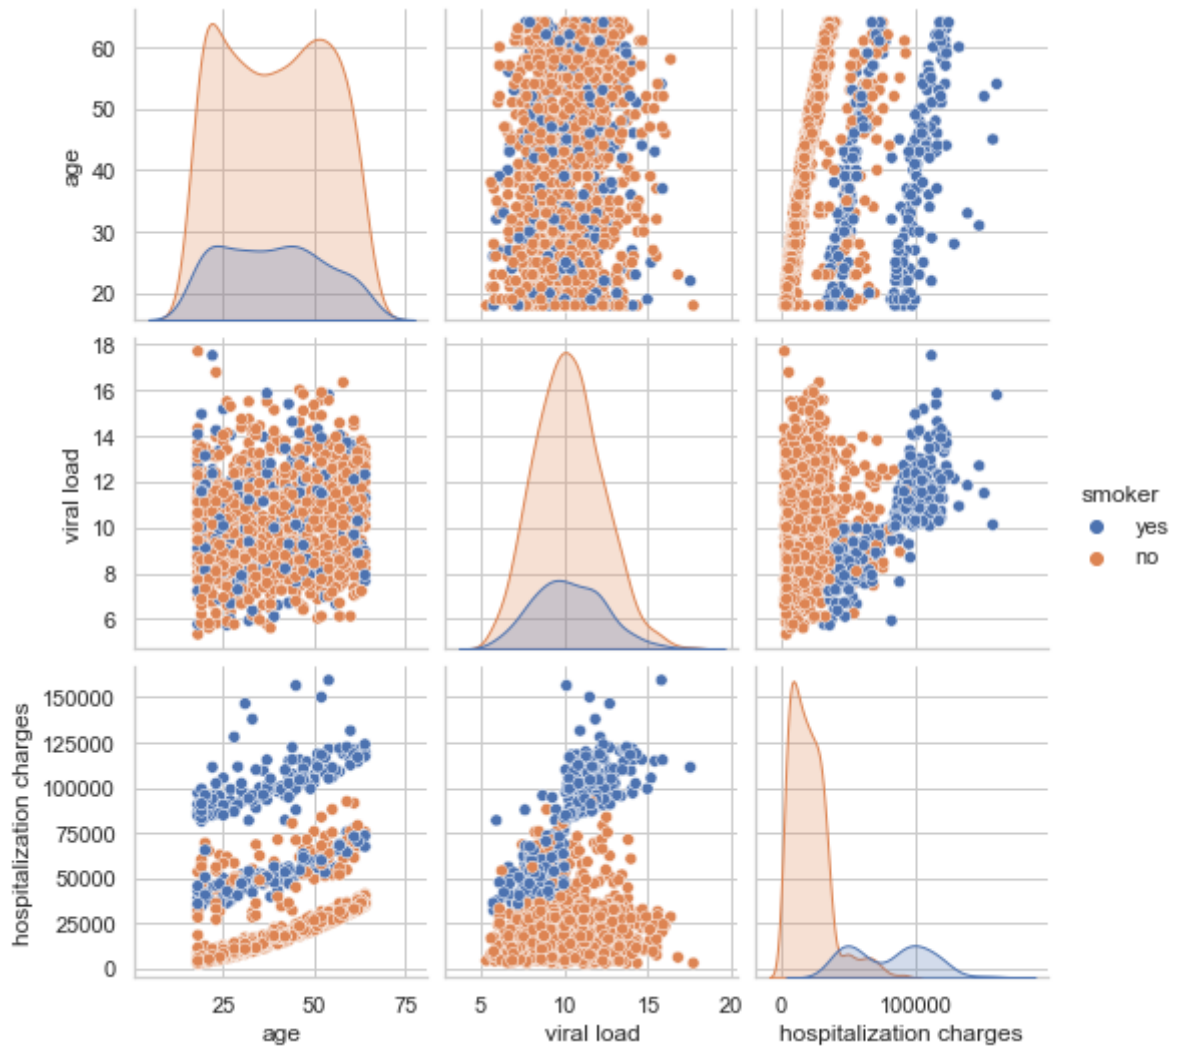 60
50
40
30
20
age
18
16
14
12
10
8
6
viral load
smoker
yes
no
150000
125000
100000
75000
50000
25000
0
hospitalization charges
25 50 75
5 10 15 20
0 100000
age
viral load
hospitalization charges